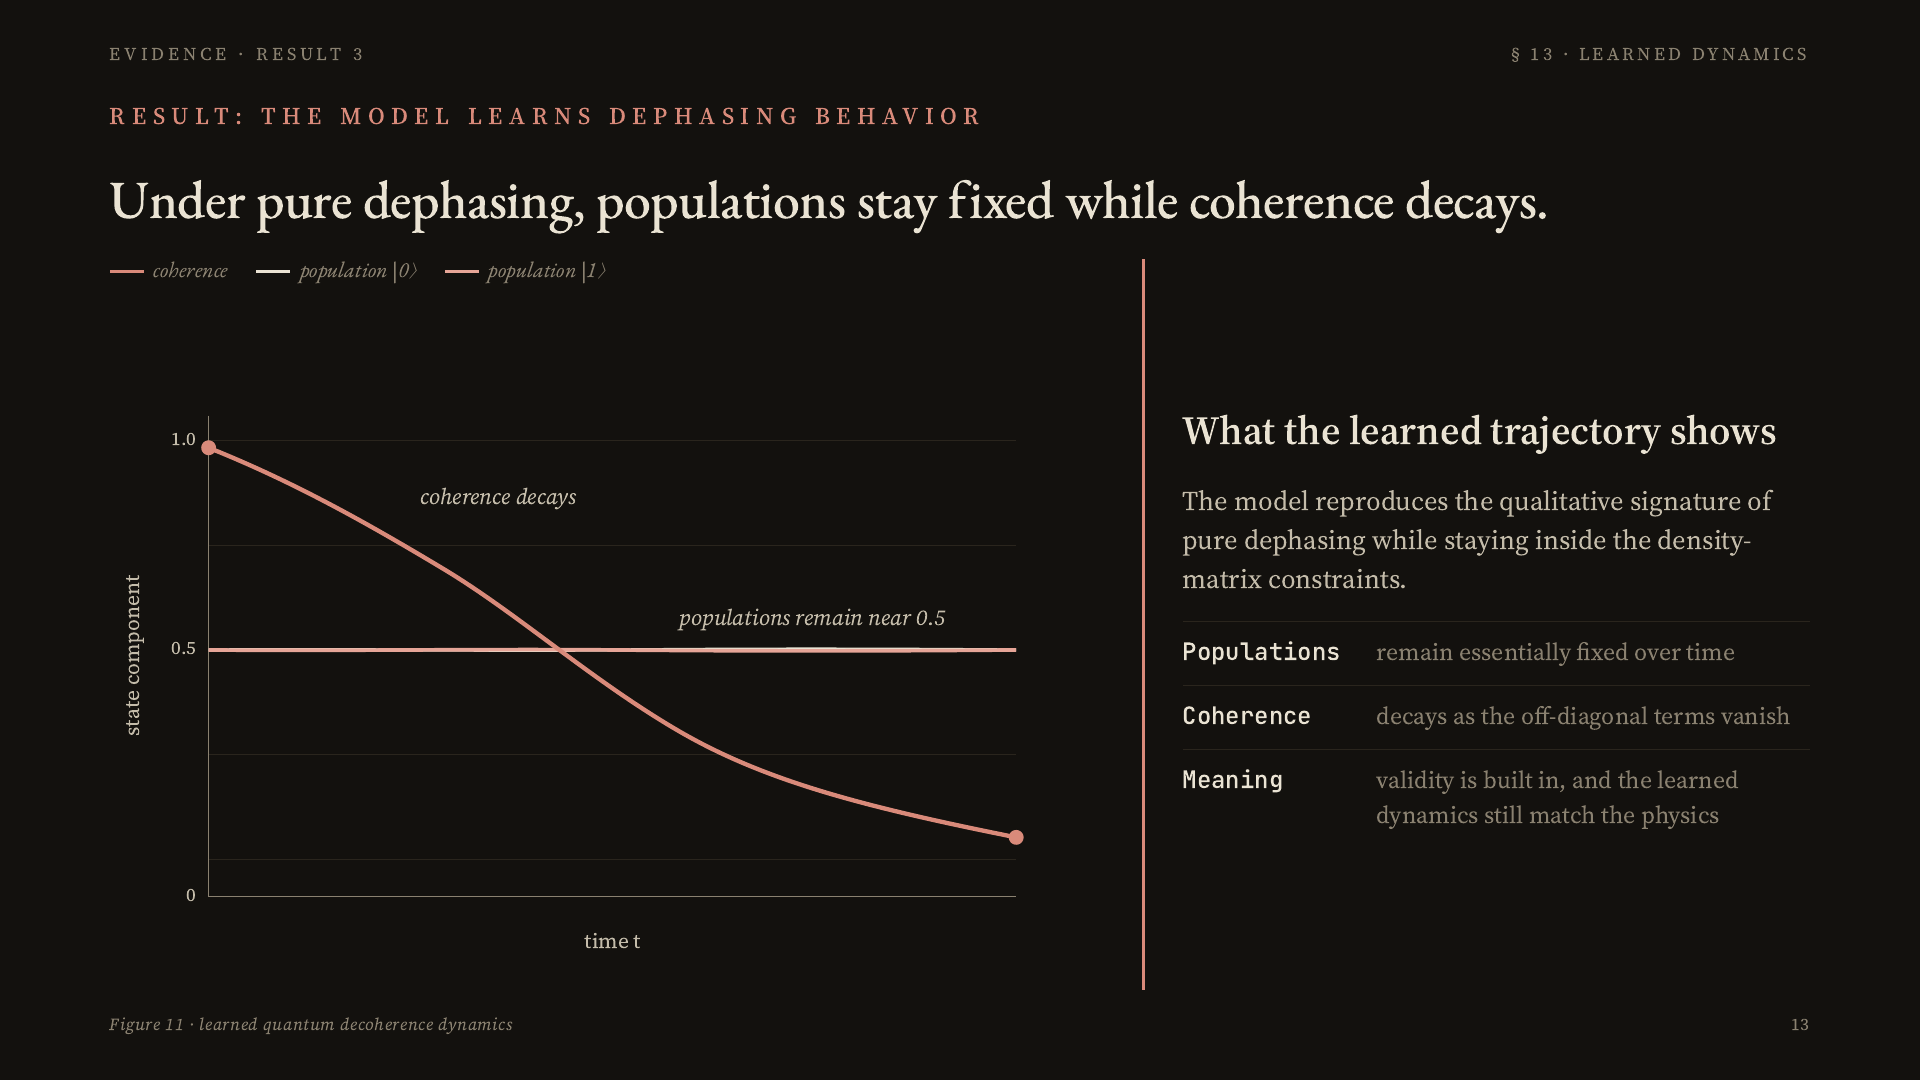 EVIDENCE · RESULT 3
§ 13 · LEARNED DYNAMICS
RESULT: THE MODEL LEARNS DEPHASING BEHAVIOR
Under pure dephasing, populations stay fixed while coherence decays.
coherence
population |0⟩
population |1⟩
1.0
coherence decays
populations remain near 0.5
0.5
state component
0
time t
What the learned trajectory shows
The model reproduces the qualitative signature of
pure dephasing while staying inside the density-
matrix constraints.
Populations remain essentially fixed over time
Coherence decays as the off-diagonal terms vanish
Meaning validity is built in, and the learned
dynamics still match the physics
Figure 11 · learned quantum decoherence dynamics
13